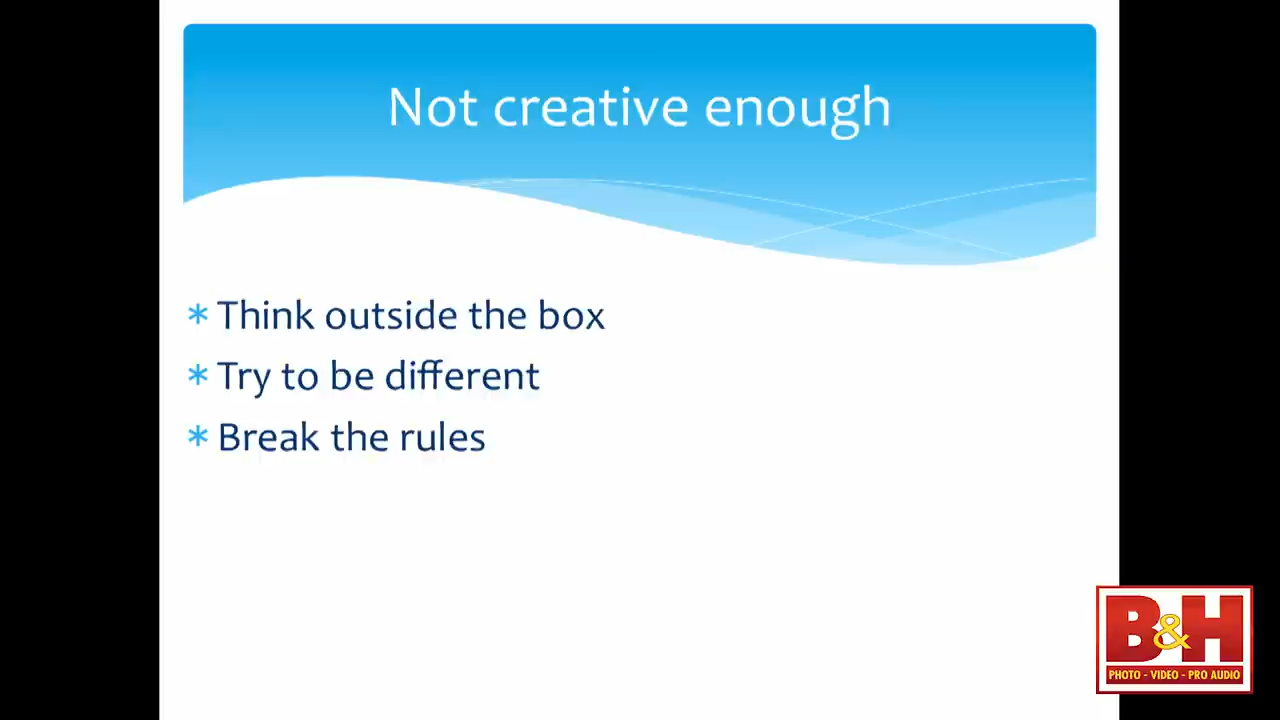 Not creative enough
* Think outside the box
* Try to be different
* Break the rules
B&H
PHOTO - VIDEO - PRO AUDIO